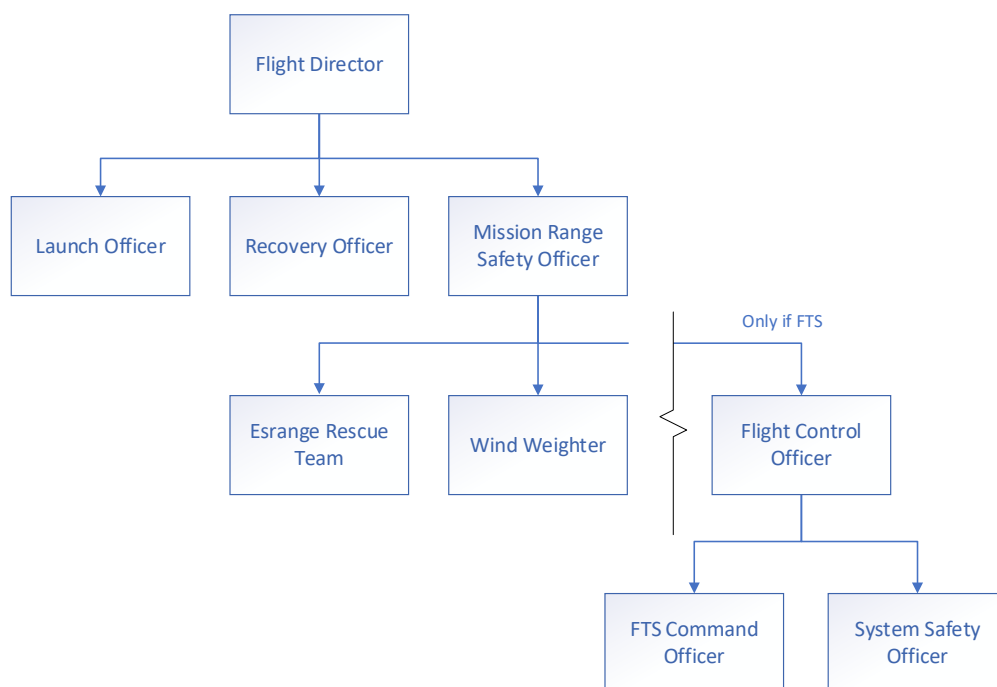 Flight Director
Launch Officer
Recovery Officer
Mission Range
Safety Officer
Only if FTS
Esrange Rescue
Team
Wind Weighter
Flight Control
Officer
FTS Command
Officer
System Safety
Officer